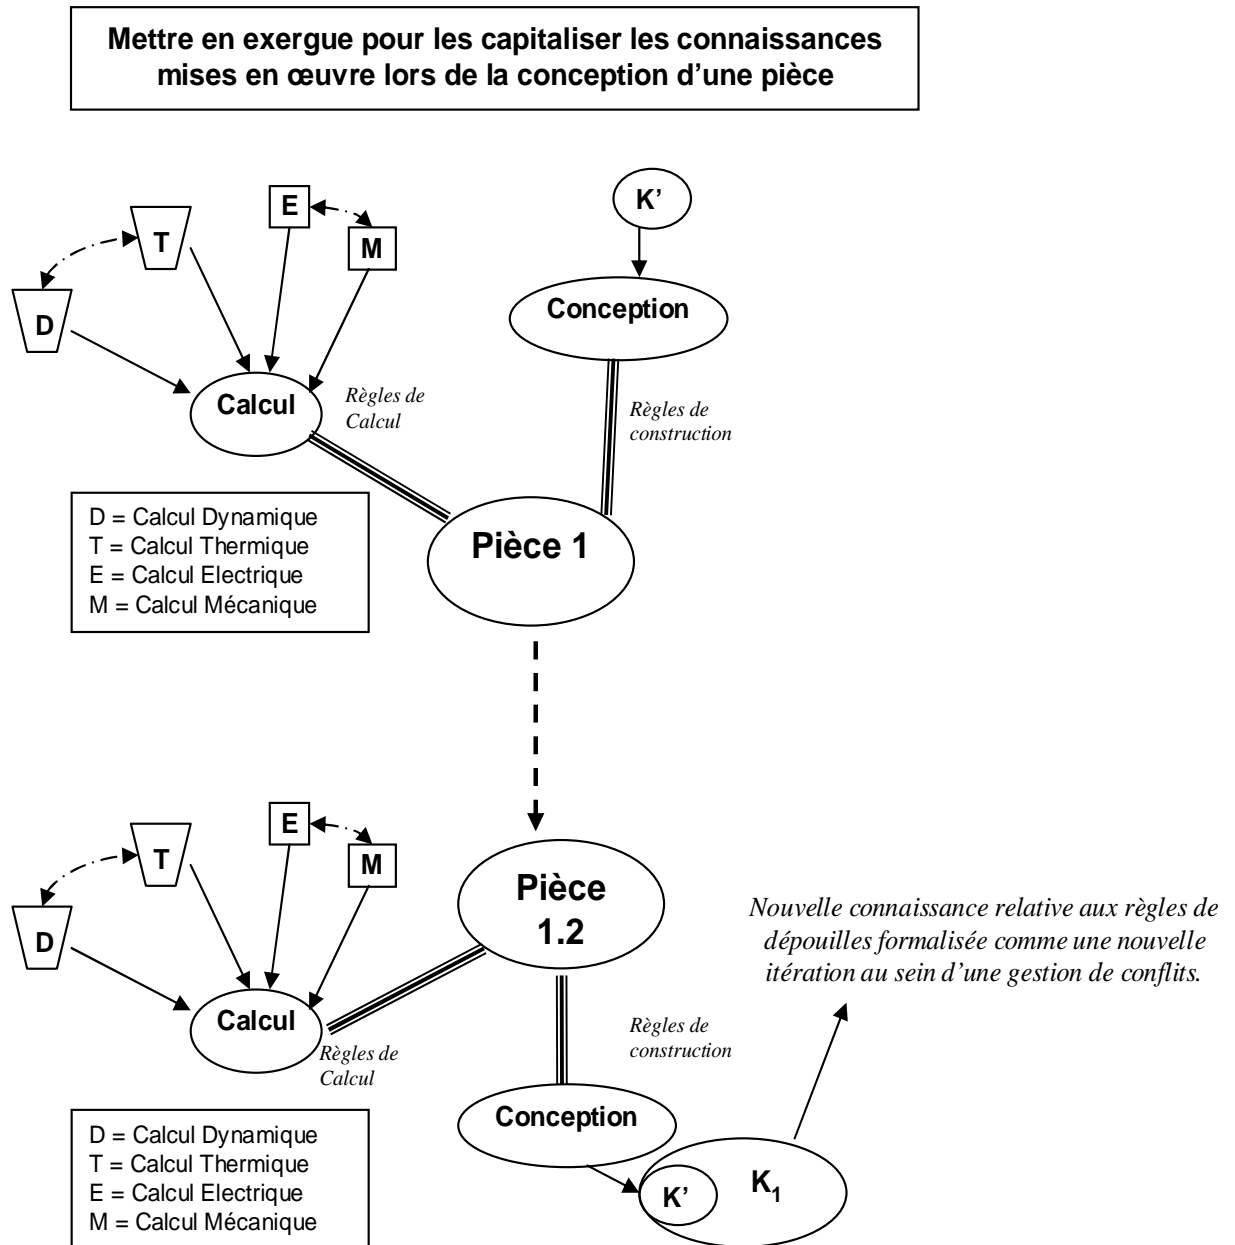 Mettre en exergue pour les capitaliser les connaissances
mises en œuvre lors de la conception d’une pièce
K’
E
T
M
D
Conception
Calcul
Règles de
Calcul
Règles de
construction
Pièce 1
D = Calcul Dynamique
T = Calcul Thermique
E = Calcul Electrique
M = Calcul Mécanique
E
T
M
D
Pièce
1.2
Nouvelle connaissance relative aux règles de
dépouilles formalisée comme une nouvelle
itération au sein d’une gestion de conflits.
Calcul
Règles de
Calcul
Règles de
construction
Conception
K’
K₁
D = Calcul Dynamique
T = Calcul Thermique
E = Calcul Electrique
M = Calcul Mécanique